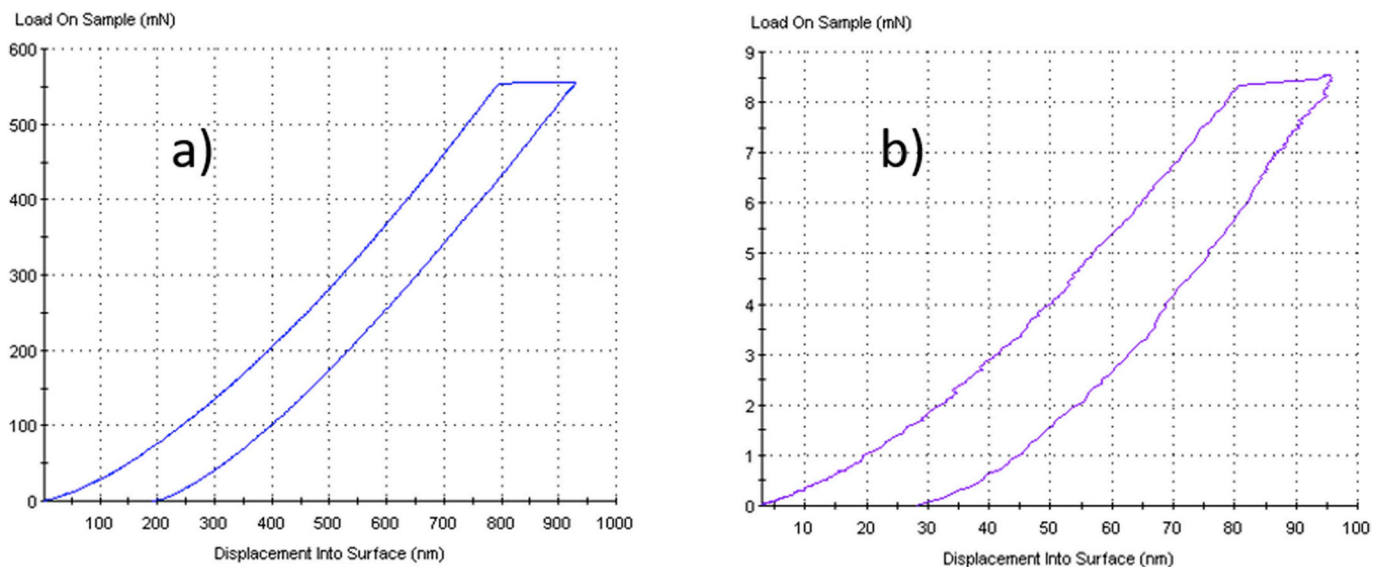 Load On Sample (mN)
600
500
400
300
200
100
0
a)
100 200 300 400 500 600 700 800 900 1000
Displacement Into Surface (nm)
Load On Sample (mN)
9
8
7
6
5
4
3
2
1
0
b)
10 20 30 40 50 60 70 80 90 100
Displacement Into Surface (nm)